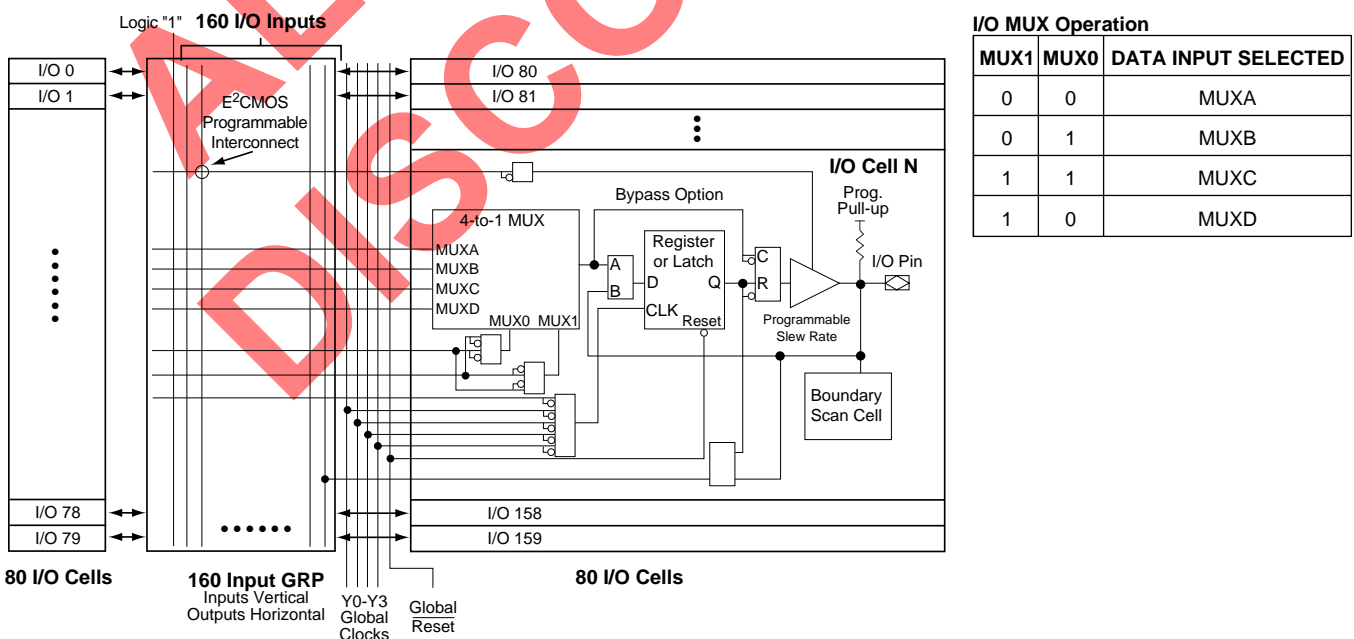 Logic "1" 160 I/O Inputs
I/O 0
I/O 1
I/O 78
I/O 79
80 I/O Cells
E2CMOS
Programmable
Interconnect
160 Input GRP
Inputs Vertical
Outputs Horizontal
Y0-Y3
Global
Clocks
Global
Reset
I/O 80
I/O 81
I/O Cell N
4-to-1 MUX
MUXA
MUXB
MUXC
MUXD
MUX0 MUX1
Bypass Option
A
B
Register
or Latch
D Q
CLK
Reset
C
R
Programmable
Slew Rate
Prog.
Pull-up
I/O Pin
Boundary
Scan Cell
I/O 158
I/O 159
80 I/O Cells
I/O MUX Operation
MUX1 MUX0 DATA INPUT SELECTED
0 0 MUXA
0 1 MUXB
1 1 MUXC
1 0 MUXD